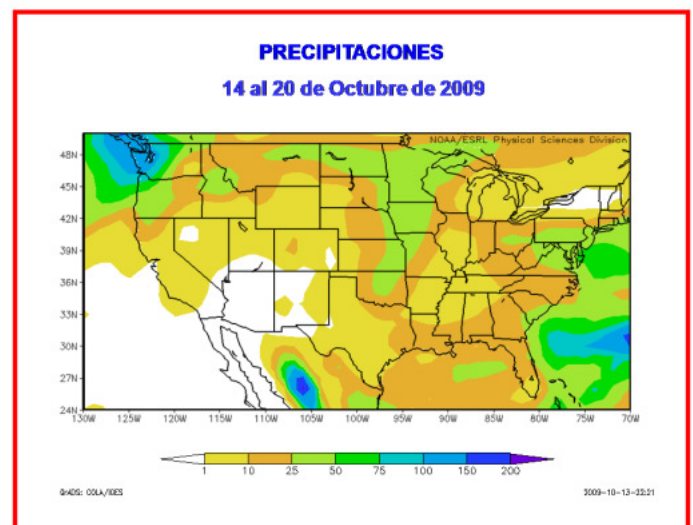 PRECIPITACIONES
14 al 20 de Octubre de 2009
NOAA/ESRL Physical Sciences Division
48N
45N
42N
39N
36N
33N
30N
27N
24N
130W 125W 120W 115W 110W 105W 100W 95W 90W 85W 80W 75W 70W
1 10 25 50 75 100 150 200
GrADS: COLA/IGES 2009-10-13-22:21